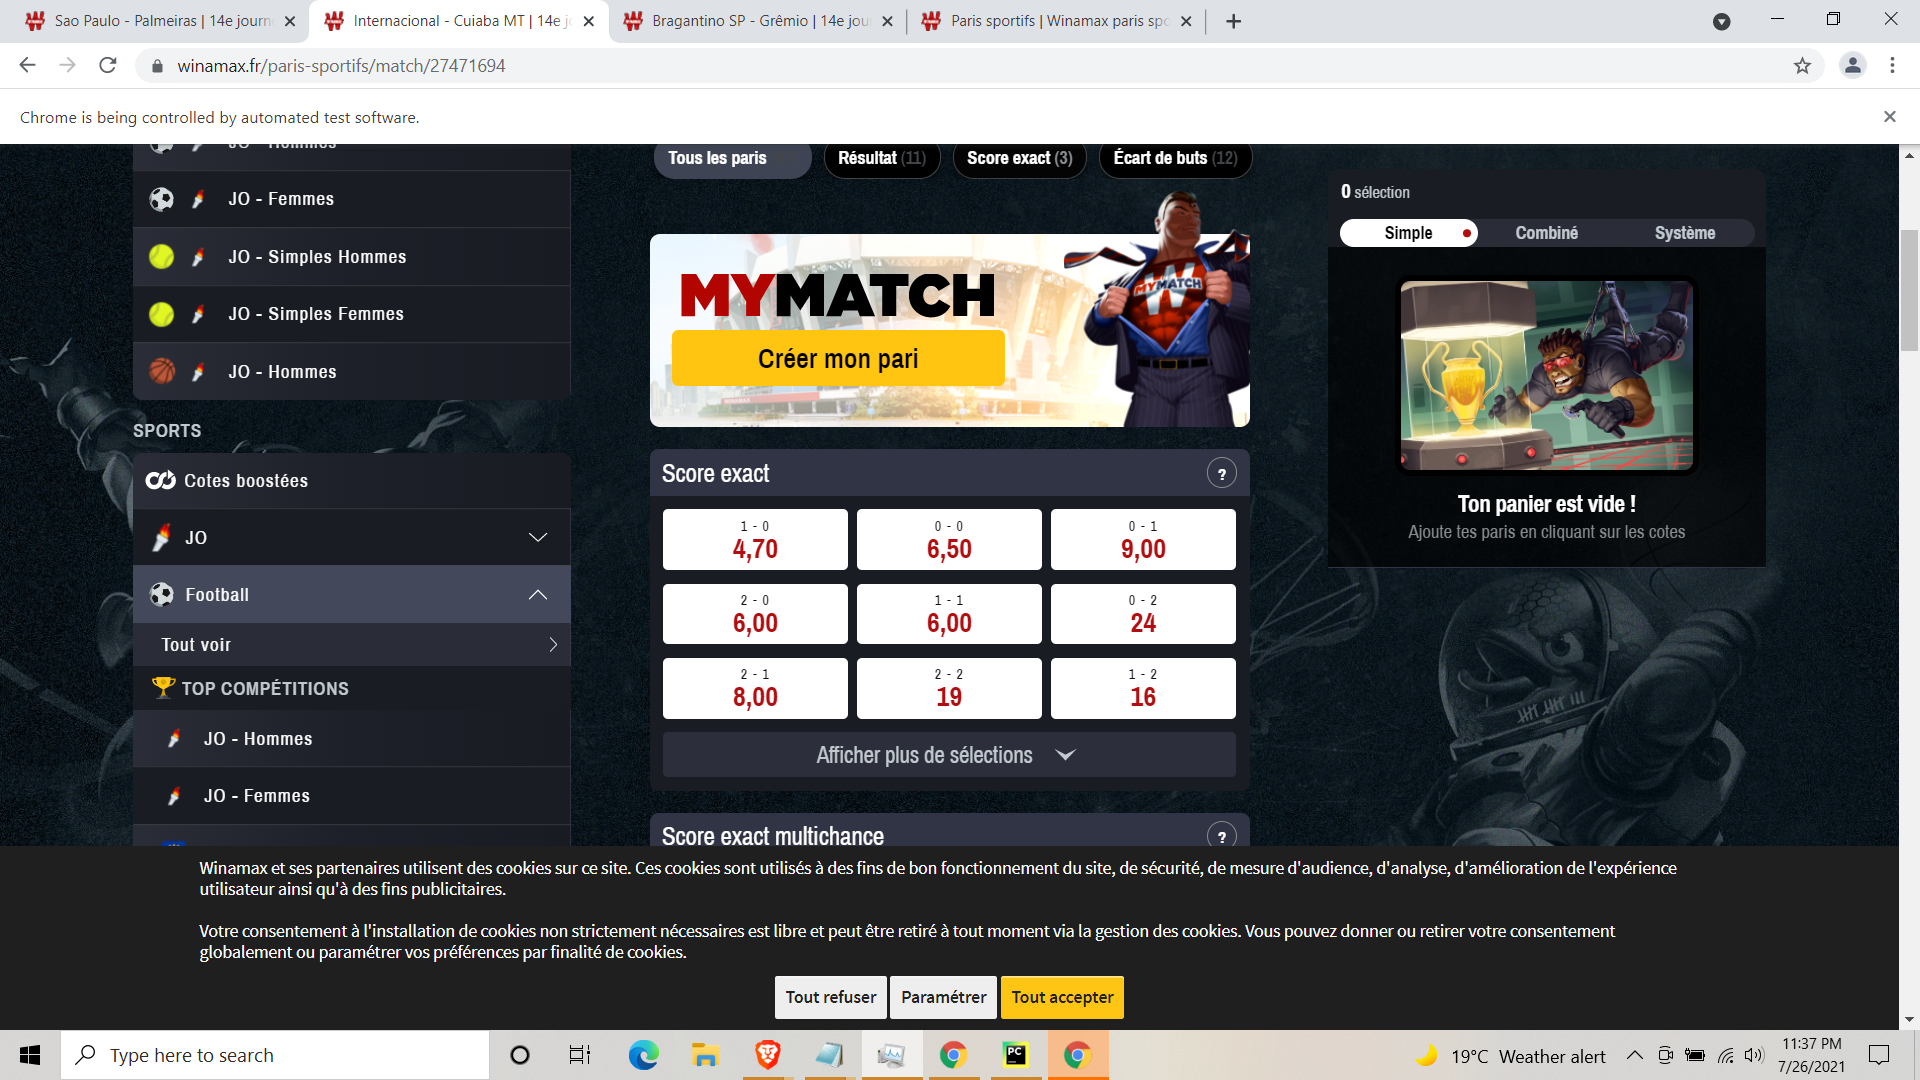 Sao Paulo - Palmeiras | 14e journ
Internacional - Cuiaba MT | 14e j
Bragantino SP - Grêmio | 14e jou
Paris sportifs | Winamax paris spo
winamax.fr/paris-sportifs/match/27471694
Chrome is being controlled by automated test software.
JO - Hommes
JO - Femmes
JO - Simples Hommes
JO - Simples Femmes
JO - Hommes
SPORTS
Cotes boostées
JO
Football
Tout voir
TOP COMPÉTITIONS
JO - Hommes
JO - Femmes
Tous les paris
Résultat (11)
Score exact (3)
Écart de buts (12)
MYMATCH
Créer mon pari
MYMATCH
Score exact
?
1 - 0
4,70
0 - 0
6,50
0 - 1
9,00
2 - 0
6,00
1 - 1
6,00
0 - 2
24
2 - 1
8,00
2 - 2
19
1 - 2
16
Afficher plus de sélections
Score exact multichance
?
0 sélection
Simple
Combiné
Système
Ton panier est vide !
Ajoute tes paris en cliquant sur les cotes
Winamax et ses partenaires utilisent des cookies sur ce site. Ces cookies sont utilisés à des fins de bon fonctionnement du site, de sécurité, de mesure d'audience, d'analyse, d'amélioration de l'expérience
utilisateur ainsi qu'à des fins publicitaires.
Votre consentement à l'installation de cookies non strictement nécessaires est libre et peut être retiré à tout moment via la gestion des cookies. Vous pouvez donner ou retirer votre consentement
globalement ou paramétrer vos préférences par finalité de cookies.
Tout refuser
Paramétrer
Tout accepter
Type here to search
PC
19°C Weather alert
11:37 PM
7/26/2021